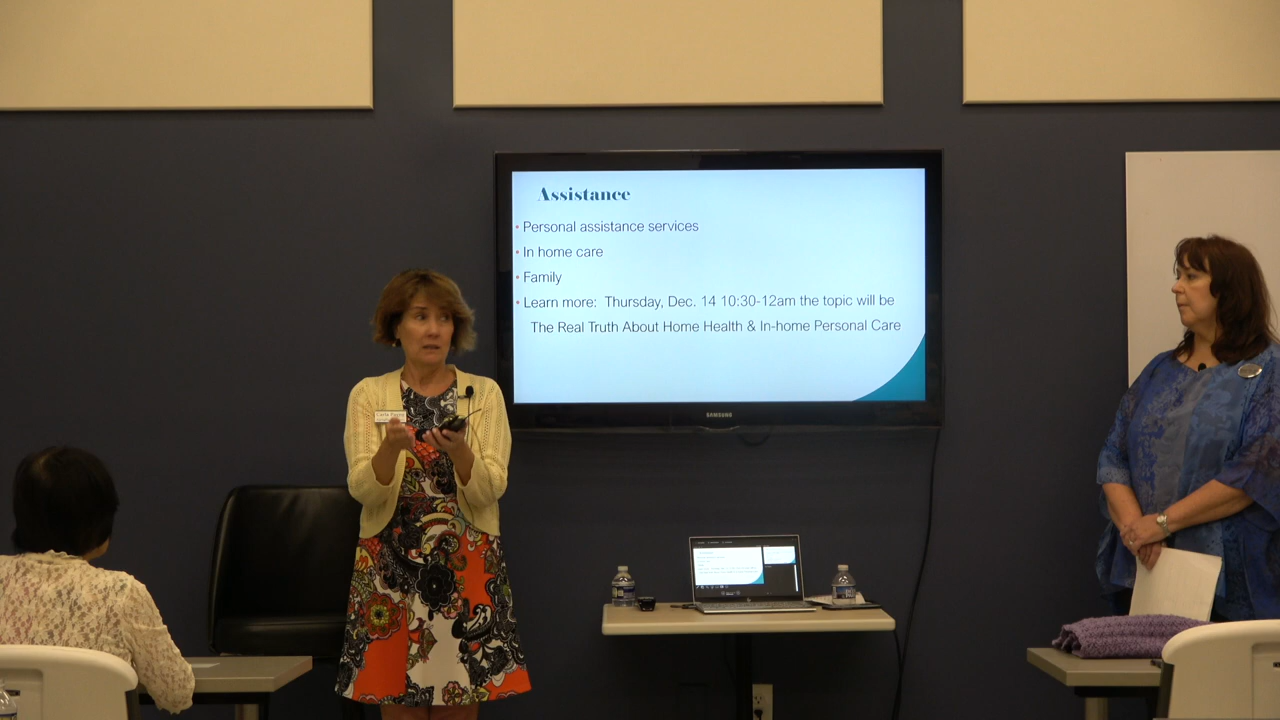 Assistance
• Personal assistance services
• In home care
• Family
• Learn more: Thursday, Dec. 14 10:30-12am the topic will be
The Real Truth About Home Health & In-home Personal Care
SAMSUNG